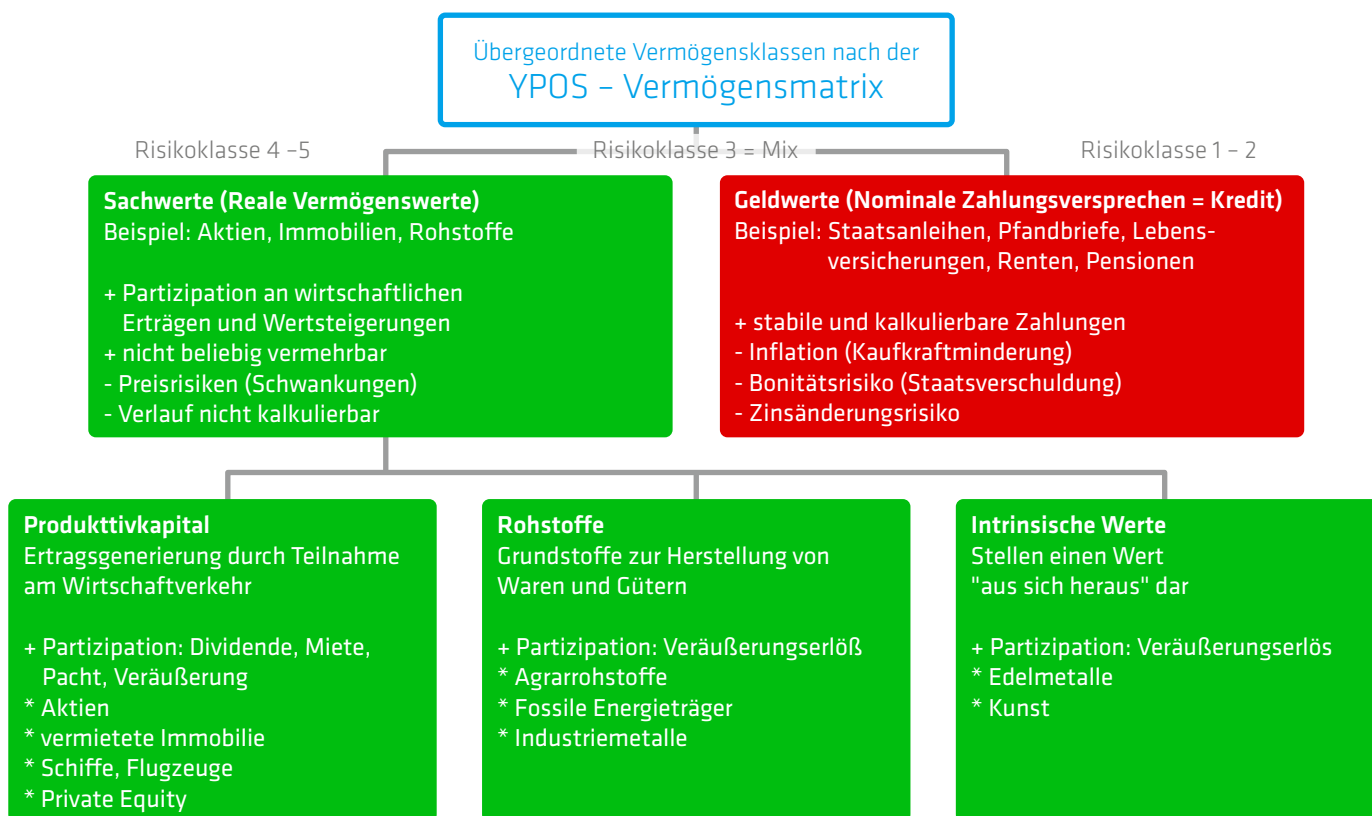 Übergeordnete Vermögensklassen nach der
YPOS – Vermögensmatrix
Risikoklasse 4 –5
Risikoklasse 3 = Mix
Risikoklasse 1 – 2
Sachwerte (Reale Vermögenswerte)
Beispiel: Aktien, Immobilien, Rohstoffe
+ Partizipation an wirtschaftlichen
Erträgen und Wertsteigerungen
+ nicht beliebig vermehrbar
- Preisrisiken (Schwankungen)
- Verlauf nicht kalkulierbar
Geldwerte (Nominale Zahlungsversprechen = Kredit)
Beispiel: Staatsanleihen, Pfandbriefe, Lebens-
versicherungen, Renten, Pensionen
+ stabile und kalkulierbare Zahlungen
- Inflation (Kaufkraftminderung)
- Bonitätsrisiko (Staatsverschuldung)
- Zinsänderungsrisiko
Produkttivkapital
Ertragsgenerierung durch Teilnahme
am Wirtschaftverkehr
+ Partizipation: Dividende, Miete,
Pacht, Veräußerung
* Aktien
* vermietete Immobilie
* Schiffe, Flugzeuge
* Private Equity
Rohstoffe
Grundstoffe zur Herstellung von
Waren und Gütern
+ Partizipation: Veräußerungserlöß
* Agrarrohstoffe
* Fossile Energieträger
* Industriemetalle
Intrinsische Werte
Stellen einen Wert
"aus sich heraus" dar
+ Partizipation: Veräußerungserlös
* Edelmetalle
* Kunst